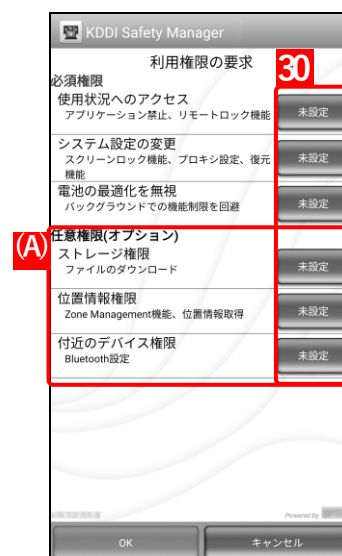 KDDI Safety Manager
利用権限の要求
30
必須権限
使用状況へのアクセス
アプリケーション禁止、リモートロック機能
未設定
システム設定の変更
スクリーンロック機能、プロキシ設定、復元
機能
未設定
電池の最適化を無視
バックグラウンドでの機能制限を回避
未設定
(A)
任意権限(オプション)
ストレージ権限
ファイルのダウンロード
未設定
位置情報権限
Zone Management機能、位置情報取得
未設定
付近のデバイス権限
Bluetooth設定
未設定
Powered by
OK
キャンセル